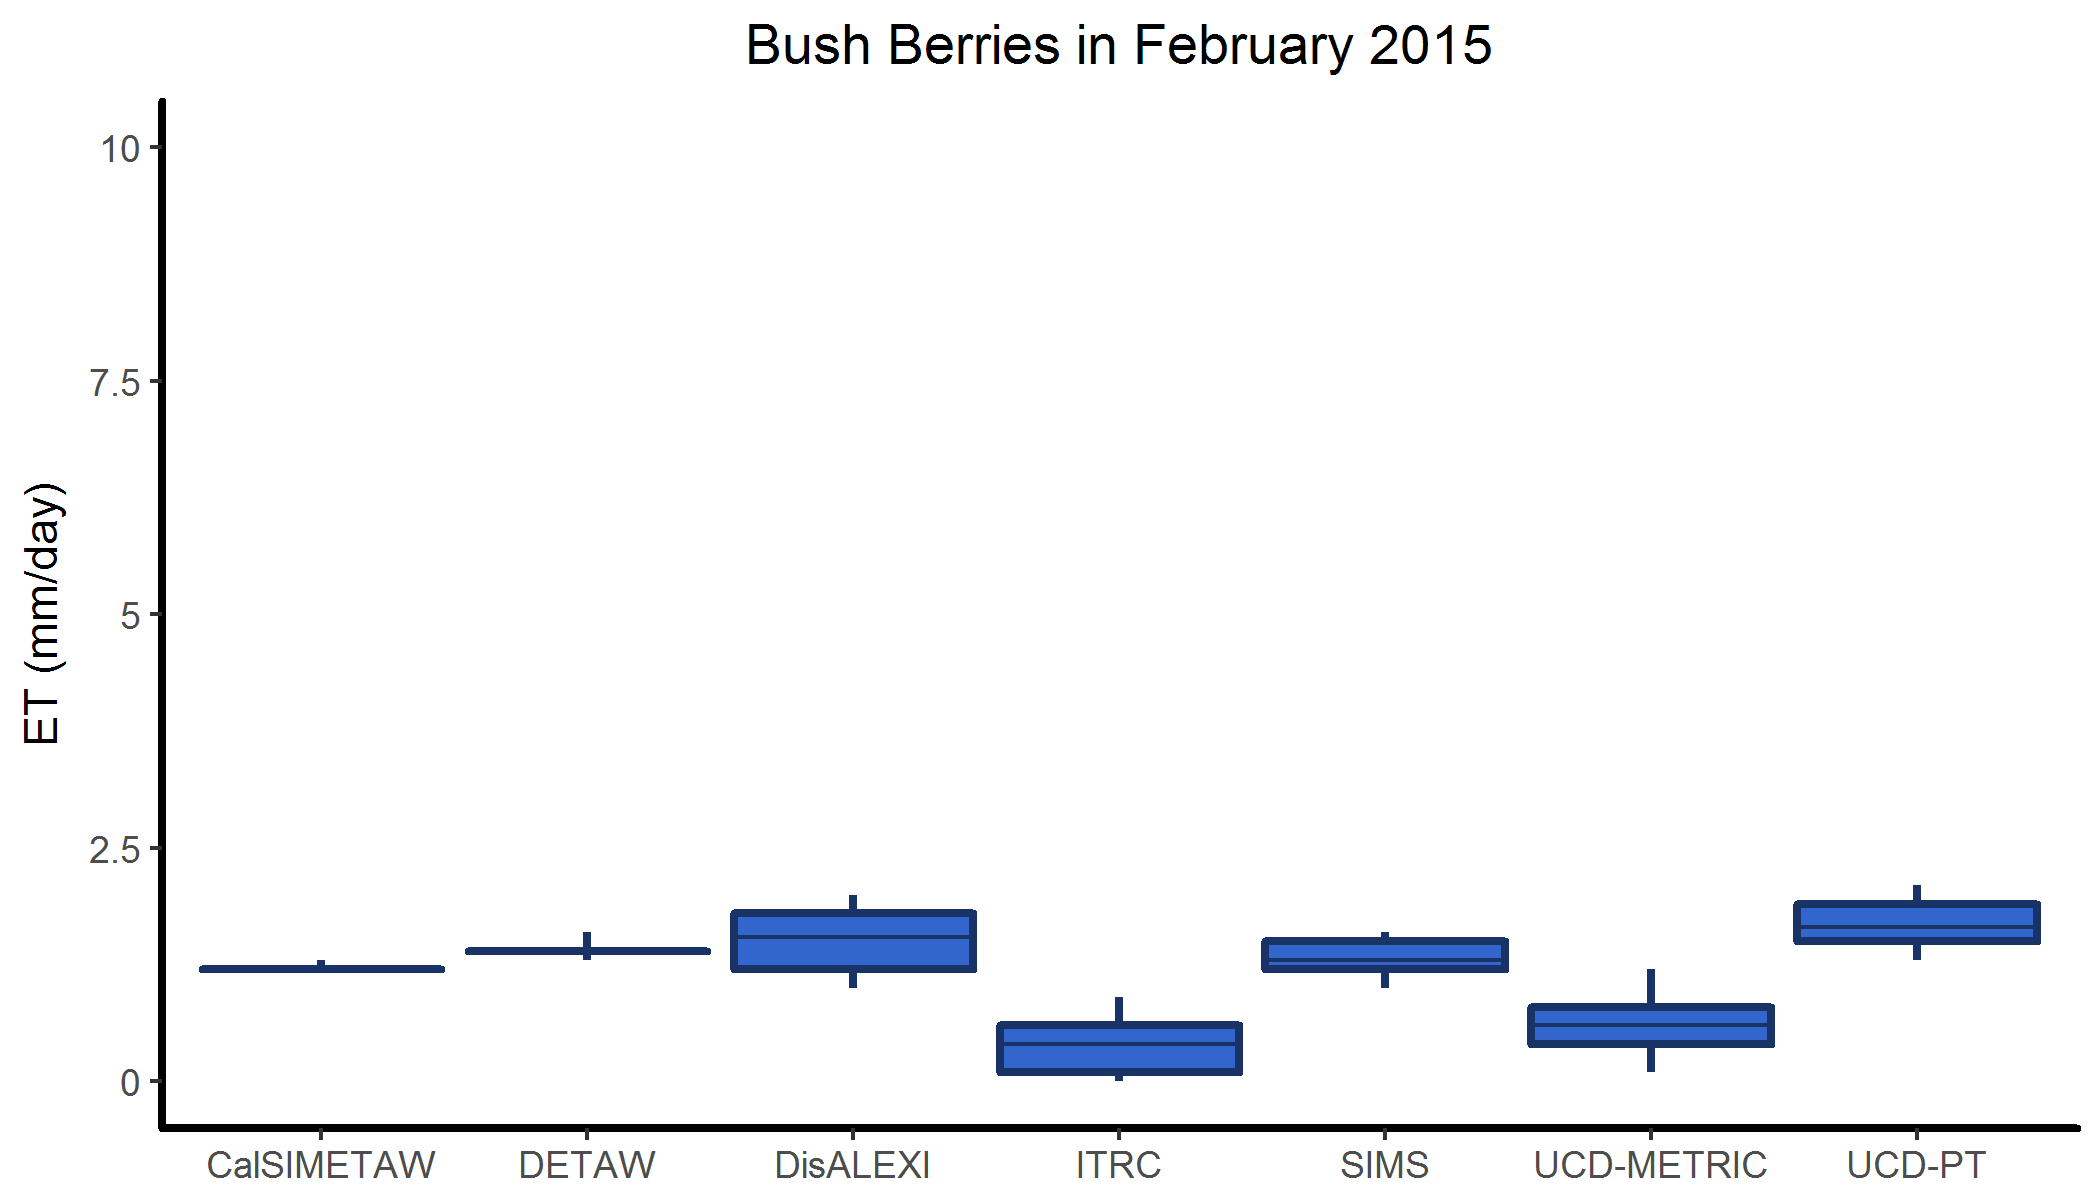 Bush Berries in February 2015
ET (mm/day)
10
7.5
5
2.5
0
CalSIMETAW DETAW DisALEXI ITRC SIMS UCD-METRIC UCD-PT